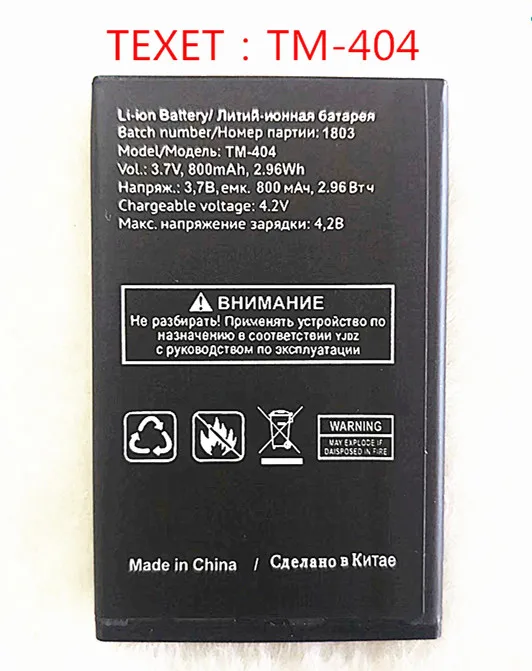 TEXET : TM-404
Li-ion Battery/ Литий-ионная батарея
Batch number/Номер партии: 1803
Model/Модель: TM-404
Vol.: 3.7V, 800mAh, 2.96Wh
Напряж.: 3,7В, емк. 800 мАч, 2.96 Втч
Chargeable voltage: 4.2V
Макс. напряжение зарядки: 4,2В
ВНИМАНИЕ
Не разбирать! Применять устройство по
назначению в соответствии YJDZ
с руководством по эксплуатации
WARNING
MAY EXPLODE IF
DAISPOSED IN FIRE
Made in China / Сделано в Китае